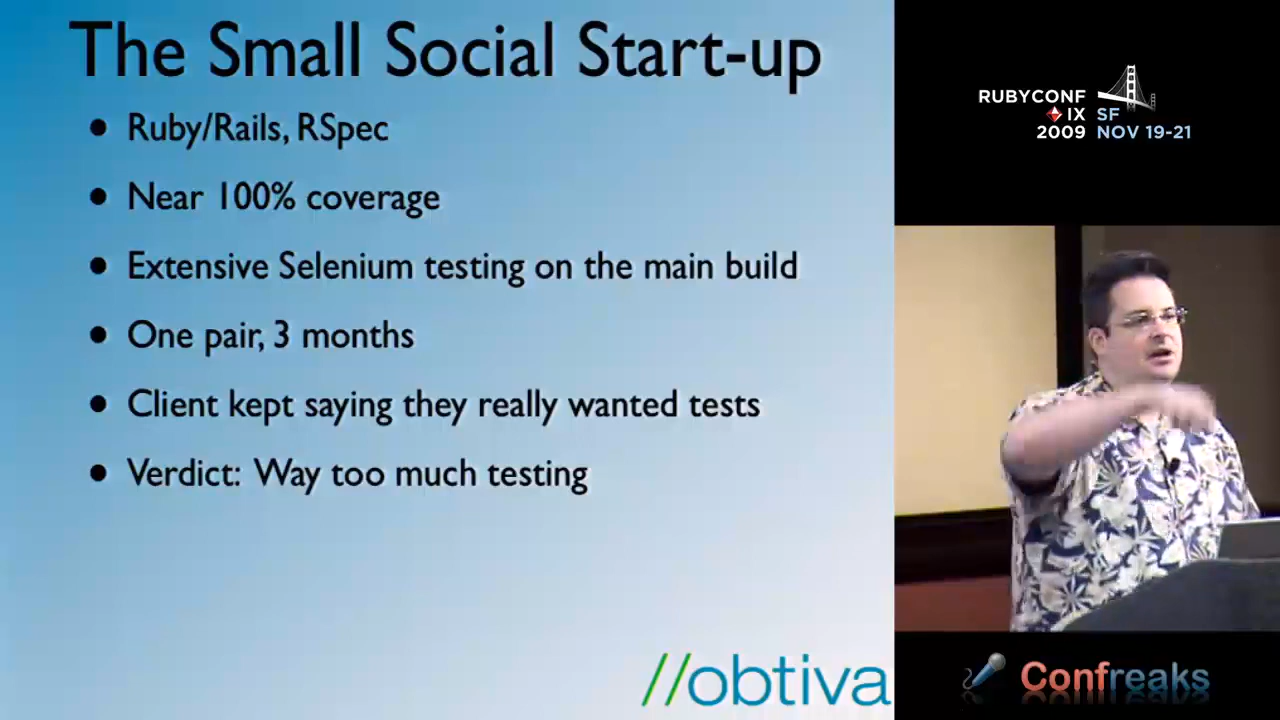 The Small Social Start-up
• Ruby/Rails, RSpec
• Near 100% coverage
• Extensive Selenium testing on the main build
• One pair, 3 months
• Client kept saying they really wanted tests
• Verdict: Way too much testing
//obtiva
RUBYCONF
IX SF
2009 NOV 19-21
Confreaks